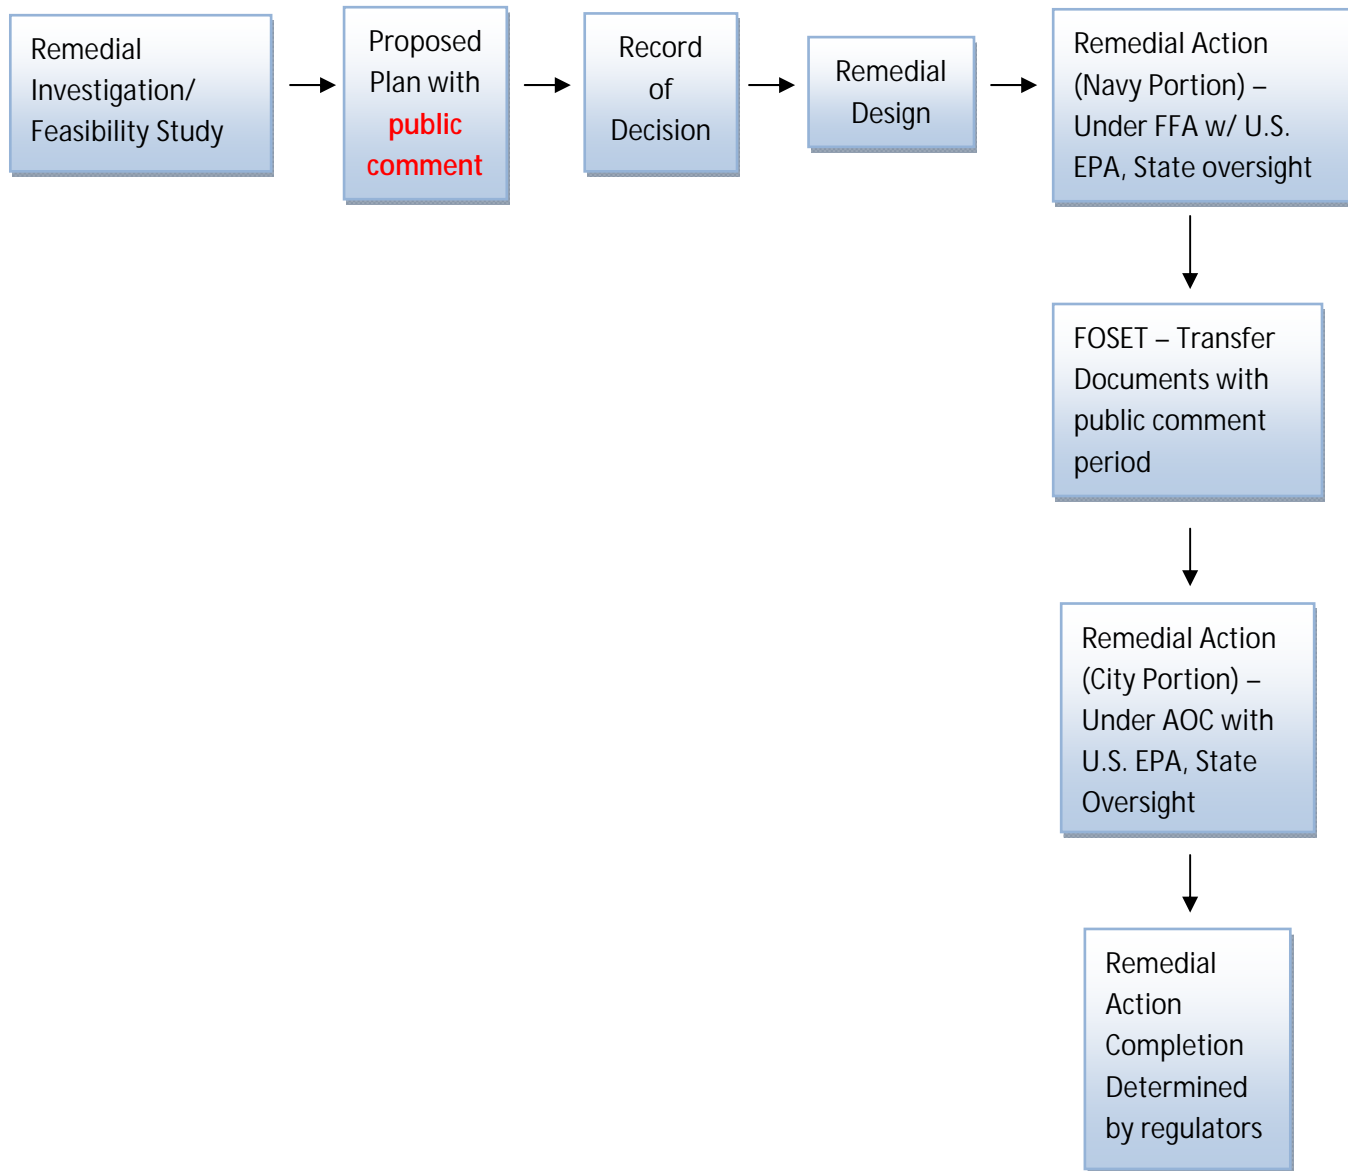 Remedial
Investigation/
Feasibility Study
Proposed
Plan with
public
comment
Record
of
Decision
Remedial
Design
Remedial Action
(Navy Portion) –
Under FFA w/ U.S.
EPA, State oversight
FOSET – Transfer
Documents with
public comment
period
Remedial Action
(City Portion) –
Under AOC with
U.S. EPA, State
Oversight
Remedial
Action
Completion
Determined
by regulators